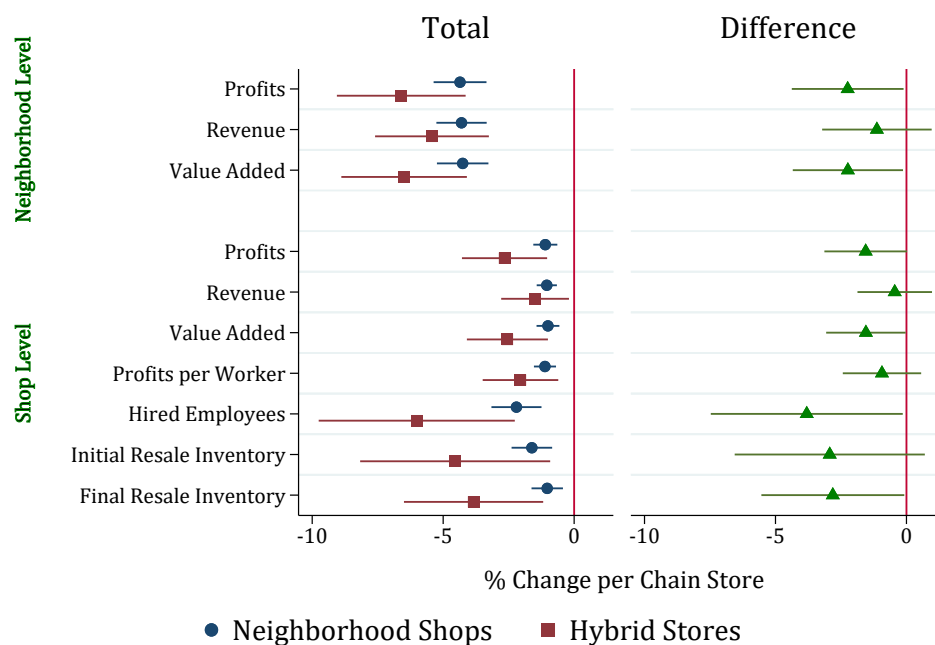 Total
Difference
Neighborhood Level
Profits
Revenue
Value Added
Shop Level
Profits
Revenue
Value Added
Profits per Worker
Hired Employees
Initial Resale Inventory
Final Resale Inventory
-10 -5 0
-10 -5 0
% Change per Chain Store
Neighborhood Shops
Hybrid Stores